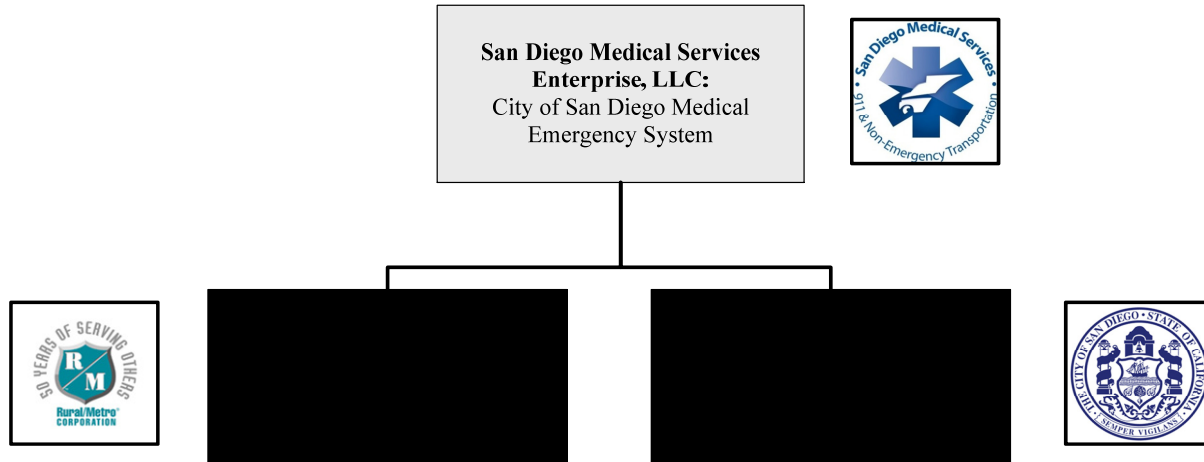 San Diego Medical Services
Enterprise, LLC:
City of San Diego Medical
Emergency System
· San Diego Medical Services ·
911 & Non-Emergency Transportation
50 YEARS OF SERVING OTHERS
R
M
Rural/Metro®
CORPORATION
THE CITY OF SAN DIEGO · STATE OF CALIFORNIA
SEMPER VIGILANS